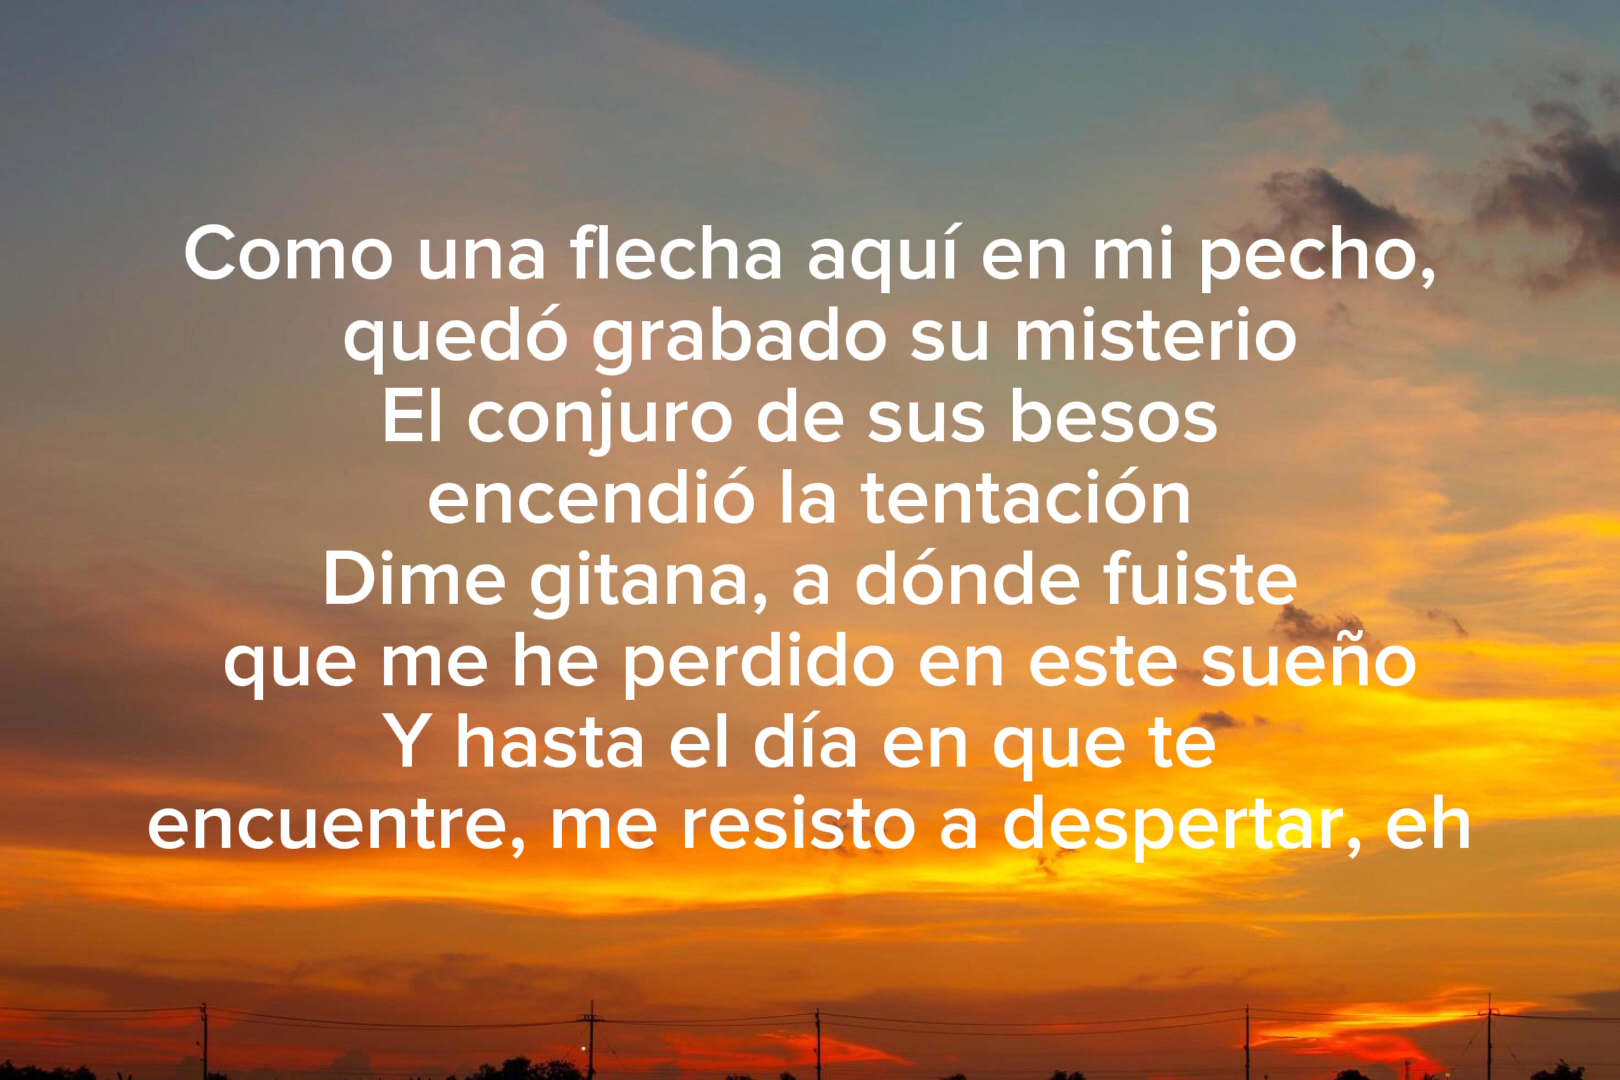 Como una flecha aquí en mi pecho,
quedó grabado su misterio
El conjuro de sus besos
encendió la tentación
Dime gitana, a dónde fuiste
que me he perdido en este sueño
Y hasta el día en que te
encuentre, me resisto a despertar, eh